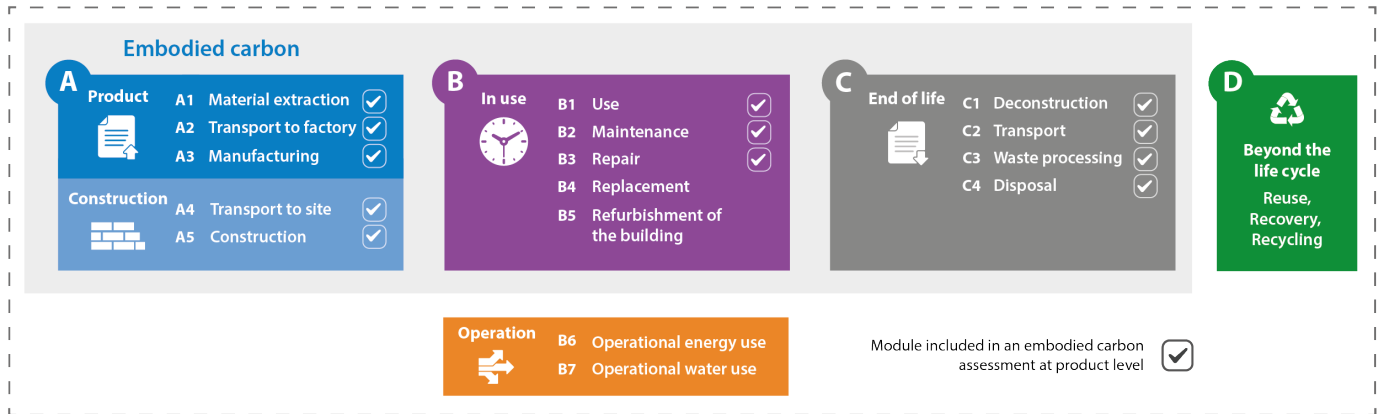 Embodied carbon
A
Product
A1 Material extraction
A2 Transport to factory
A3 Manufacturing
Construction
A4 Transport to site
A5 Construction
B
In use
B1 Use
B2 Maintenance
B3 Repair
B4 Replacement
B5 Refurbishment of
the building
C
End of life
C1 Deconstruction
C2 Transport
C3 Waste processing
C4 Disposal
D
Beyond the
life cycle
Reuse,
Recovery,
Recycling
Operation
B6 Operational energy use
B7 Operational water use
Module included in an embodied carbon
assessment at product level